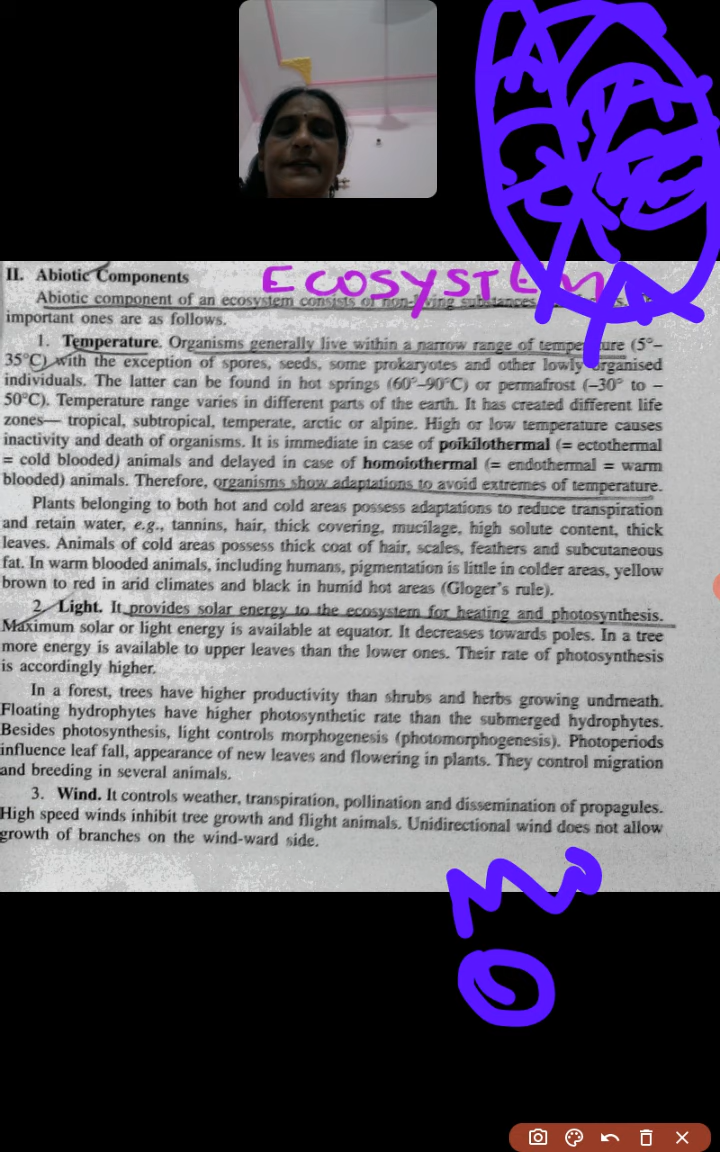 ECOSYSTEM
II. Abiotic Components
Abiotic component of an ecosystem consists of non-living substances
important ones are as follows.
1. Temperature. Organisms generally live within a narrow range of temperature (5°–
35°C) with the exception of spores, seeds, some prokaryotes and other lowly organised
individuals. The latter can be found in hot springs (60°–90°C) or permafrost (–30° to –
50°C). Temperature range varies in different parts of the earth. It has created different life
zones— tropical, subtropical, temperate, arctic or alpine. High or low temperature causes
inactivity and death of organisms. It is immediate in case of poikilothermal (= ectothermal
= cold blooded) animals and delayed in case of homoiothermal (= endothermal = warm
blooded) animals. Therefore, organisms show adaptations to avoid extremes of temperature.
Plants belonging to both hot and cold areas possess adaptations to reduce transpiration
and retain water, e.g., tannins, hair, thick covering, mucilage, high solute content, thick
leaves. Animals of cold areas possess thick coat of hair, scales, feathers and subcutaneous
fat. In warm blooded animals, including humans, pigmentation is little in colder areas, yellow
brown to red in arid climates and black in humid hot areas (Gloger's rule).
2. Light. It provides solar energy to the ecosystem for heating and photosynthesis.
Maximum solar or light energy is available at equator. It decreases towards poles. In a tree
more energy is available to upper leaves than the lower ones. Their rate of photosynthesis
is accordingly higher.
In a forest, trees have higher productivity than shrubs and herbs growing undrneath.
Floating hydrophytes have higher photosynthetic rate than the submerged hydrophytes.
Besides photosynthesis, light controls morphogenesis (photomorphogenesis). Photoperiods
influence leaf fall, appearance of new leaves and flowering in plants. They control migration
and breeding in several animals.
3. Wind. It controls weather, transpiration, pollination and dissemination of propagules.
High speed winds inhibit tree growth and flight animals. Unidirectional wind does not allow
growth of branches on the wind-ward side.